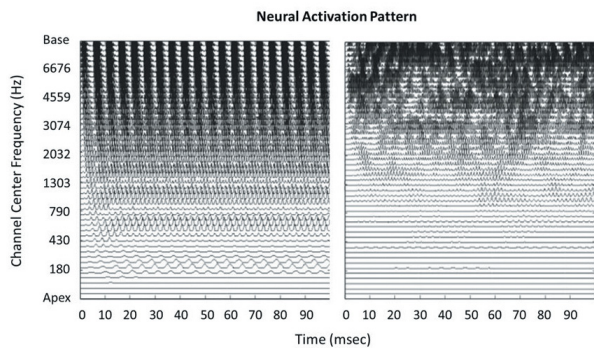 Neural Activation Pattern
Channel Center Frequency (Hz)
Base
6676
4559
3074
2032
1303
790
430
180
Apex
0 10 20 30 40 50 60 70 80 90
0 10 20 30 40 50 60 70 80 90
Time (msec)